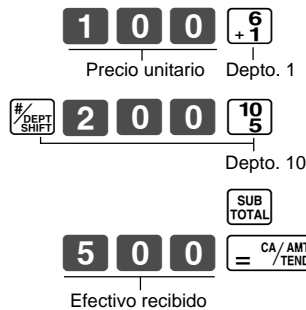 1 0 0 6 + 1
Precio unitario Depto. 1
#/DEPT SHIFT 2 0 0 10 5
Depto. 10
SUB TOTAL
5 0 0 = CA/AMT TEND
Efectivo recibido